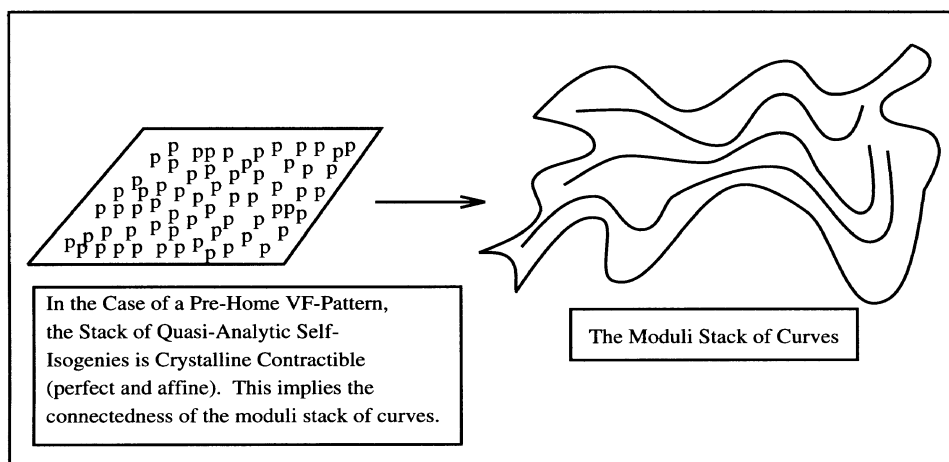 In the Case of a Pre-Home VF-Pattern,
the Stack of Quasi-Analytic Self-
Isogenies is Crystalline Contractible
(perfect and affine).  This implies the
connectedness of the moduli stack of curves.
The Moduli Stack of Curves